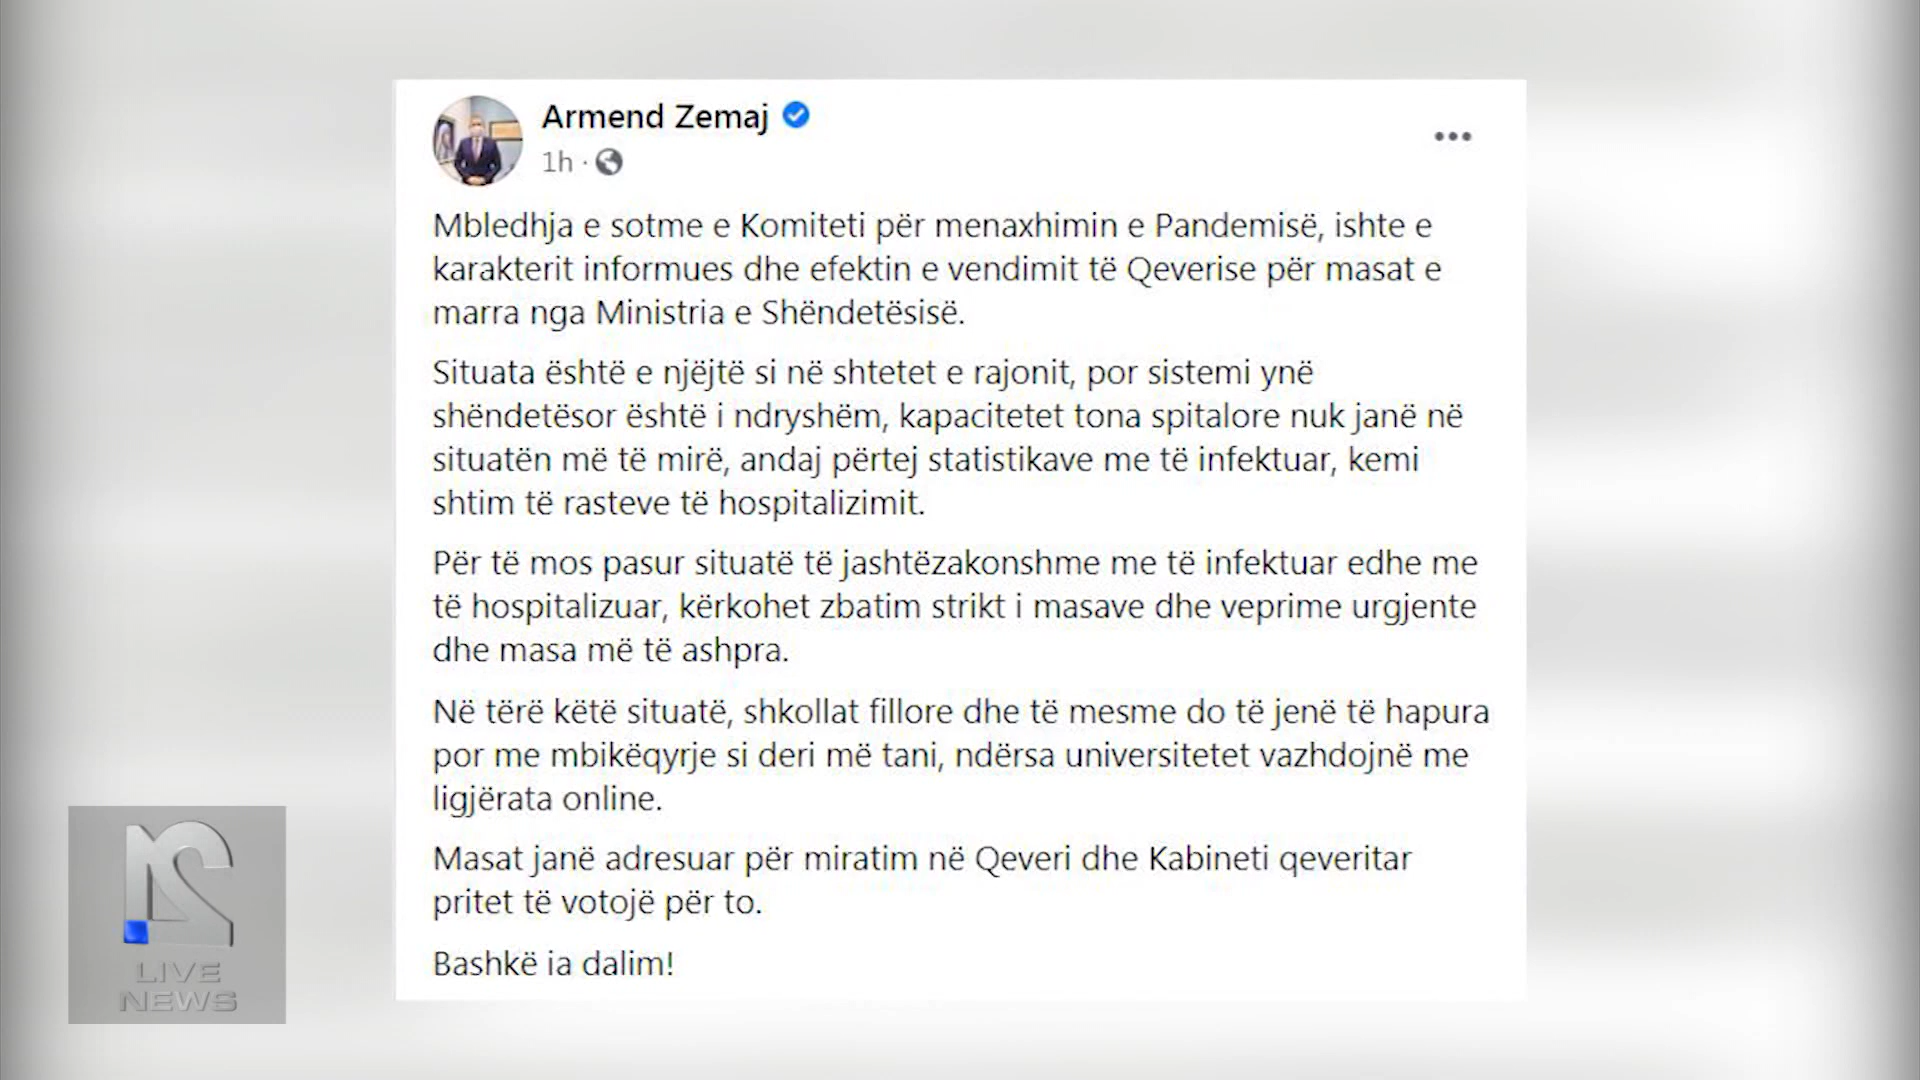 Armend Zemaj
1h ·
Mbledhja e sotme e Komiteti për menaxhimin e Pandemisë, ishte e
karakterit informues dhe efektin e vendimit të Qeverise për masat e
marra nga Ministria e Shëndetësisë.
Situata është e njëjtë si në shtetet e rajonit, por sistemi ynë
shëndetësor është i ndryshëm, kapacitetet tona spitalore nuk janë në
situatën më të mirë, andaj përtej statistikave me të infektuar, kemi
shtim të rasteve të hospitalizimit.
Për të mos pasur situatë të jashtëzakonshme me të infektuar edhe me
të hospitalizuar, kërkohet zbatim strikt i masave dhe veprime urgjente
dhe masa më të ashpra.
Në tërë këtë situatë, shkollat fillore dhe të mesme do të jenë të hapura
por me mbikëqyrje si deri më tani, ndërsa universitetet vazhdojnë me
ligjërata online.
Masat janë adresuar për miratim në Qeveri dhe Kabineti qeveritar
pritet të votojë për to.
Bashkë ia dalim!
21
LIVE
NEWS